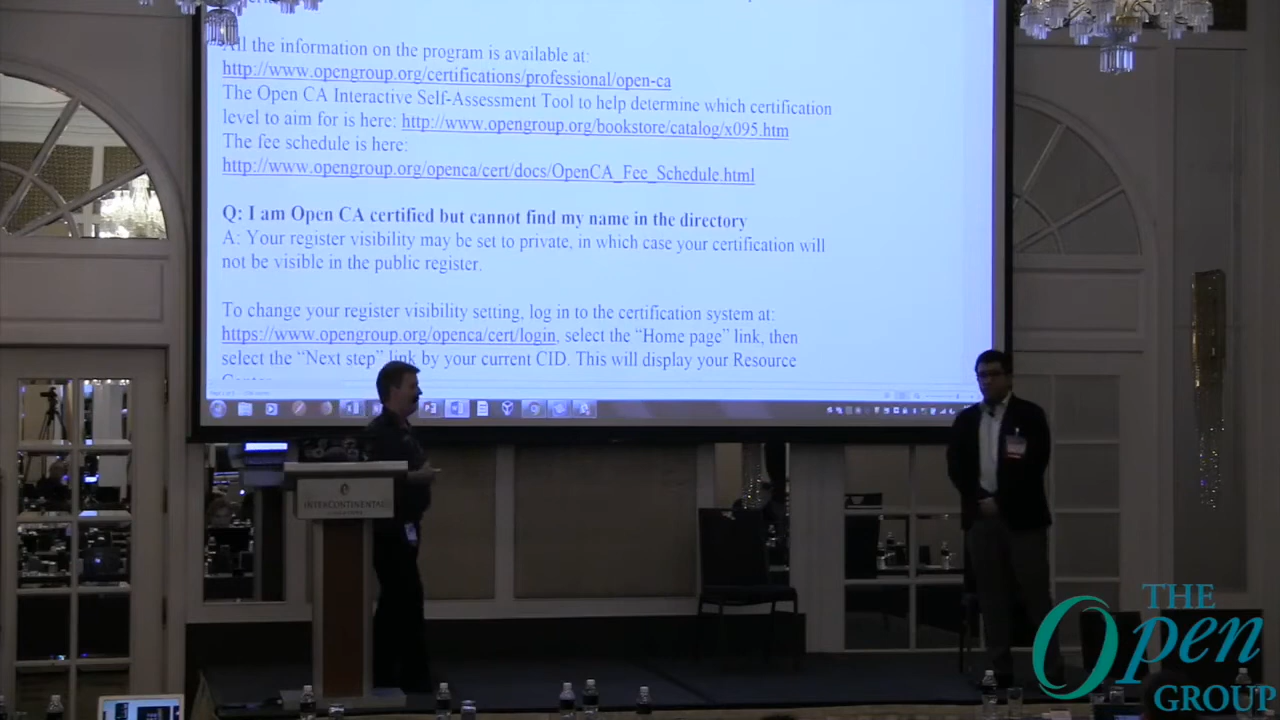 All the information on the program is available at:
http://www.opengroup.org/certifications/professional/open-ca
The Open CA Interactive Self-Assessment Tool to help determine which certification
level to aim for is here: http://www.opengroup.org/bookstore/catalog/x095.htm
The fee schedule is here:
http://www.opengroup.org/openca/cert/docs/OpenCA_Fee_Schedule.html
Q: I am Open CA certified but cannot find my name in the directory
A: Your register visibility may be set to private, in which case your certification will
not be visible in the public register.
To change your register visibility setting, log in to the certification system at:
https://www.opengroup.org/openca/cert/login, select the “Home page” link, then
select the “Next step” link by your current CID. This will display your Resource
INTERCONTINENTAL
THE
Open
GROUP